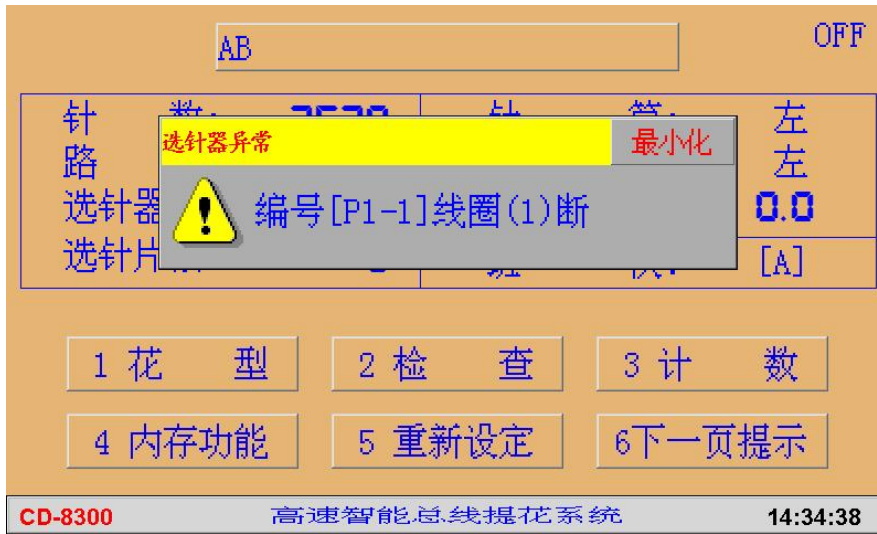 AB
OFF
针
左
选针器异常
最小化
路
左
选针器
编号[P1-1]线圈(1)断
0.0
选针片
[A]
1 花 型
2 检 查
3 计 数
4 内存功能
5 重新设定
6下一页提示
CD-8300
高速智能总线提花系统
14:34:38